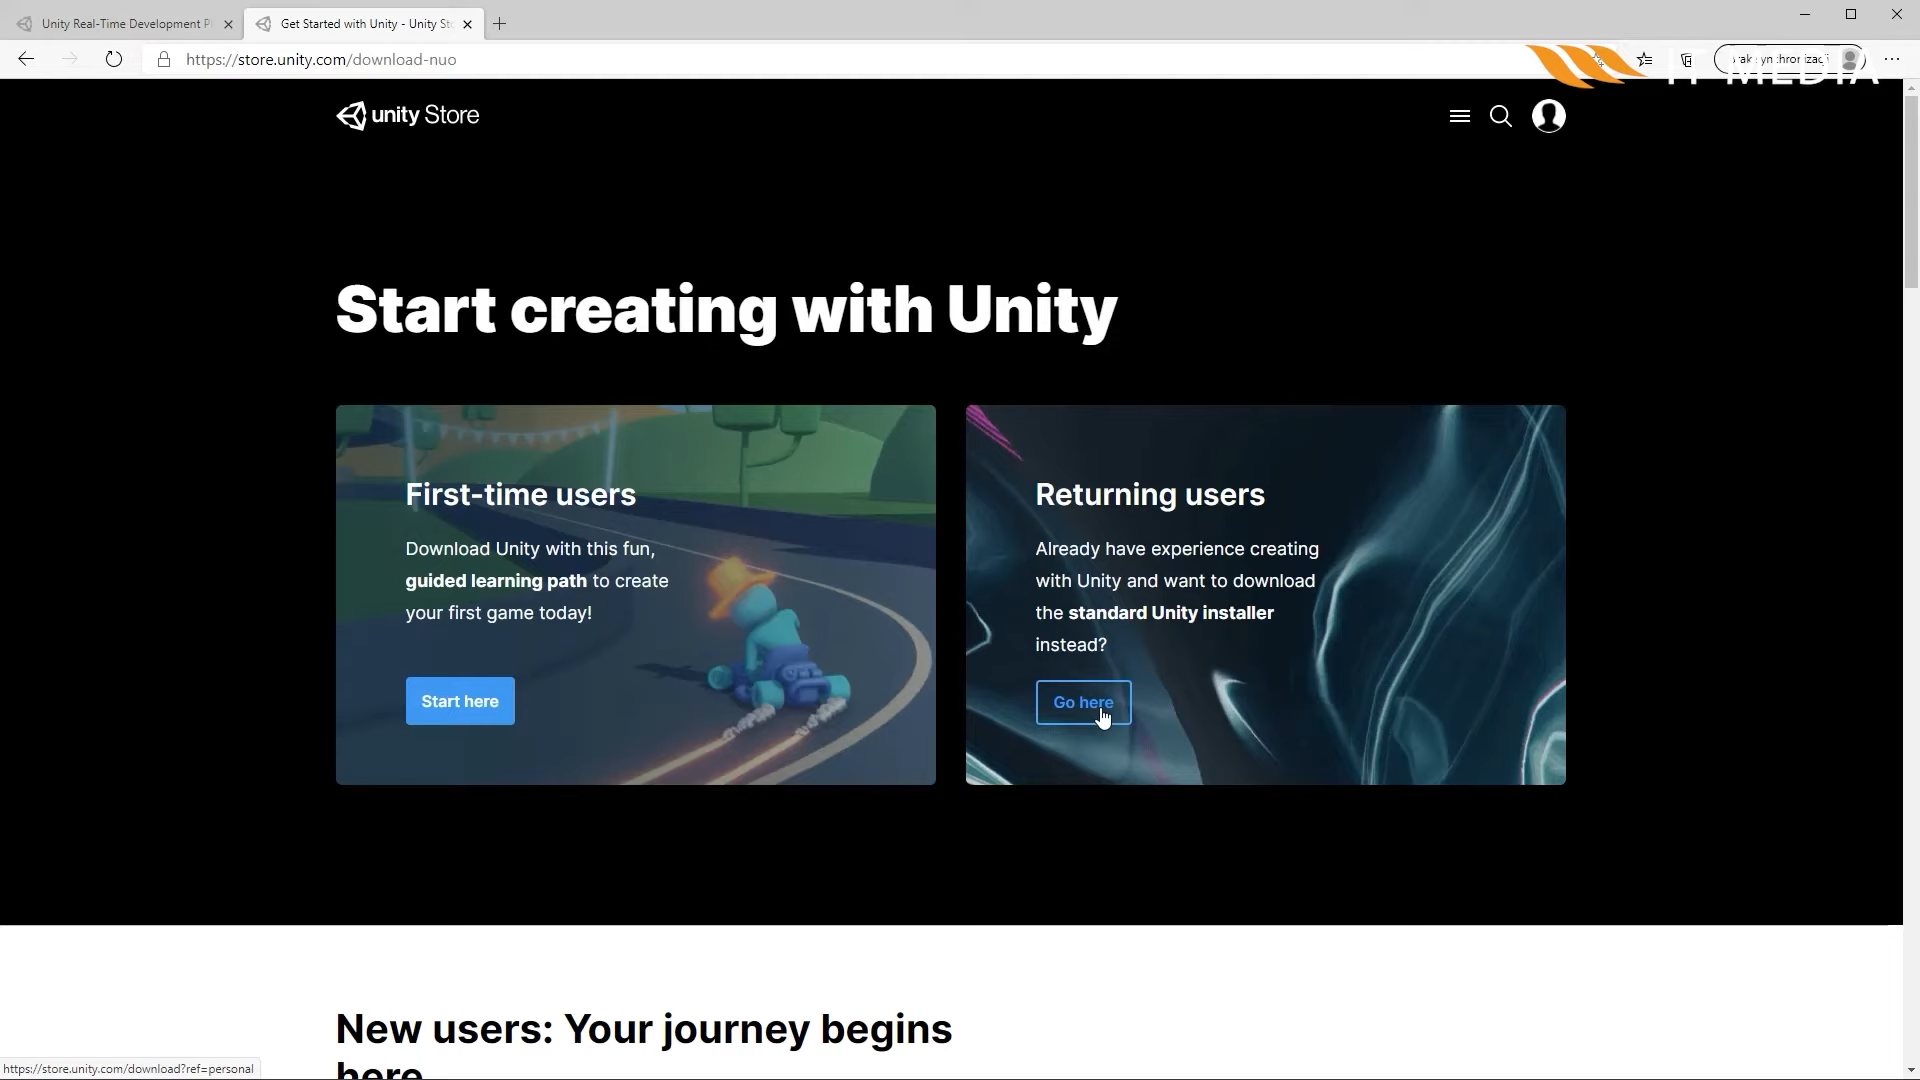 Unity Real-Time Development P
Get Started with Unity - Unity Sto
https://store.unity.com/download-nuo
IT MEDIA
unity Store
Start creating with Unity
First-time users
Download Unity with this fun,
guided learning path to create
your first game today!
Start here
Returning users
Already have experience creating
with Unity and want to download
the standard Unity installer
instead?
Go here
New users: Your journey begins
here
https://store.unity.com/download?ref=personal